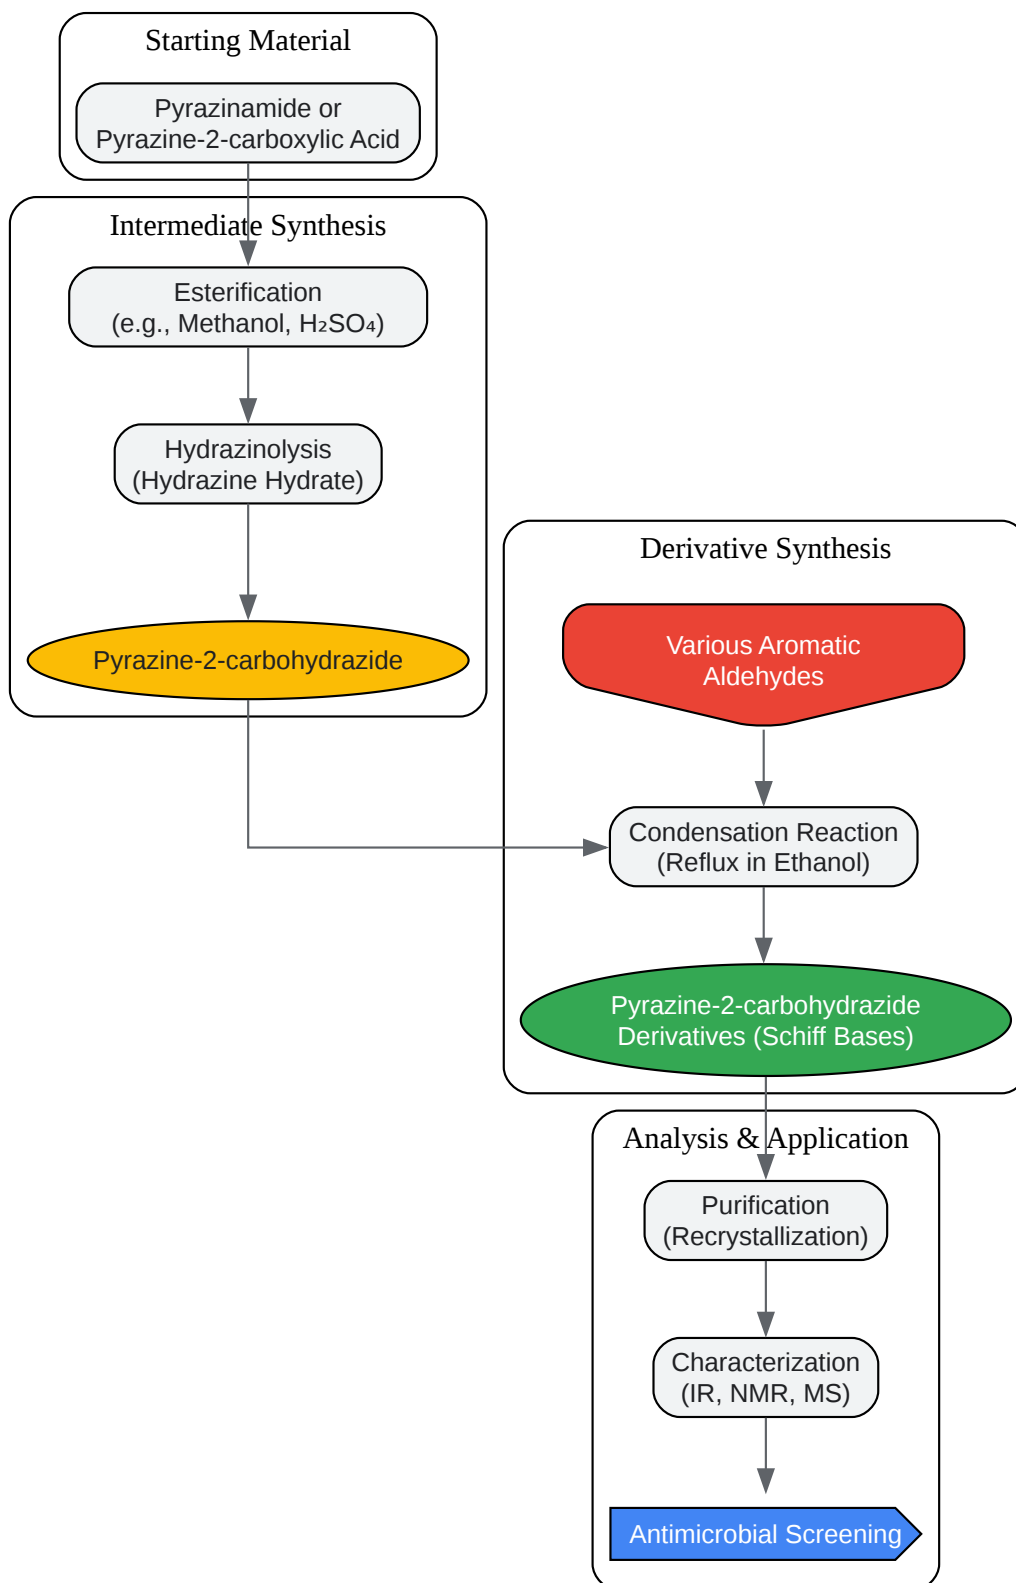 Starting Material
Pyrazinamide or
Pyrazine-2-carboxylic Acid
Intermediate Synthesis
Esterification
(e.g., Methanol, H₂SO₄)
Hydrazinolysis
(Hydrazine Hydrate)
Pyrazine-2-carbohydrazide
Derivative Synthesis
Various Aromatic
Aldehydes
Condensation Reaction
(Reflux in Ethanol)
Pyrazine-2-carbohydrazide
Derivatives (Schiff Bases)
Analysis & Application
Purification
(Recrystallization)
Characterization
(IR, NMR, MS)
Antimicrobial Screening